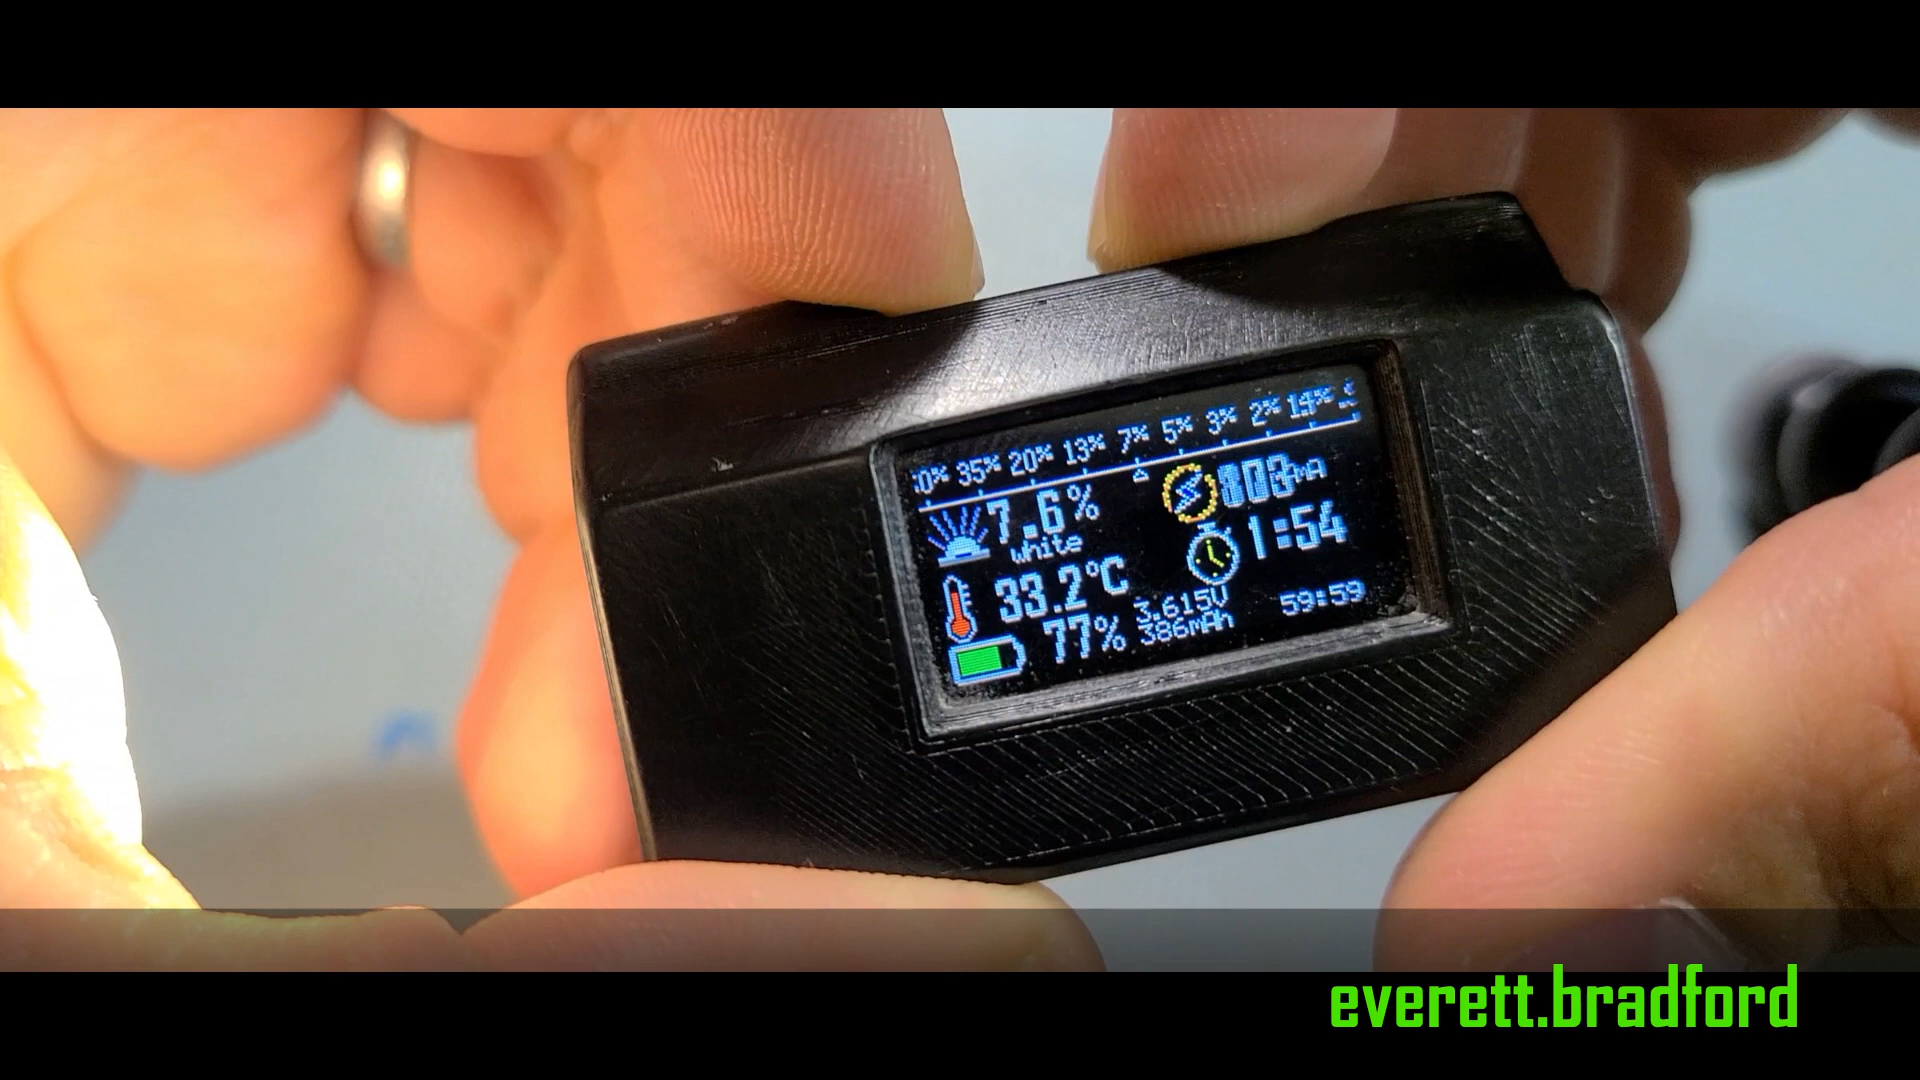 35% 20% 13% 7% 5% 3% 2%
7.6% mA
white 1:54
33.2°C
3.615V 59:59
77% 386mAh
everett.bradford